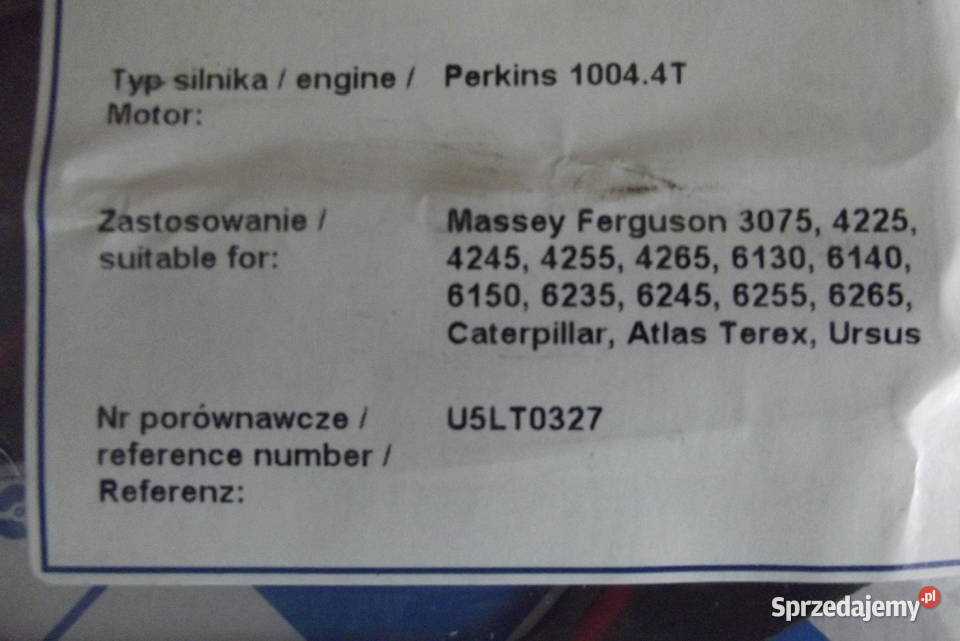 Typ silnika / engine / Perkins 1004.4T
Motor:
Zastosowanie / Massey Ferguson 3075, 4225,
suitable for: 4245, 4255, 4265, 6130, 6140,
6150, 6235, 6245, 6255, 6265,
Caterpillar, Atlas Terex, Ursus
Nr porównawcze / U5LT0327
reference number /
Referenz:
Sprzedajemy.pl